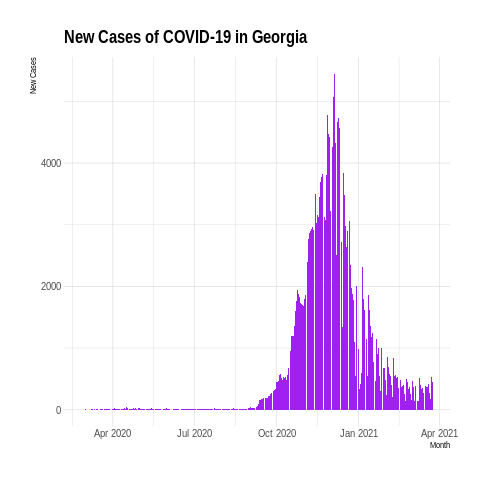 New Cases of COVID-19 in Georgia
New Cases
4000
2000
0
Apr 2020 Jul 2020 Oct 2020 Jan 2021 Apr 2021
Month